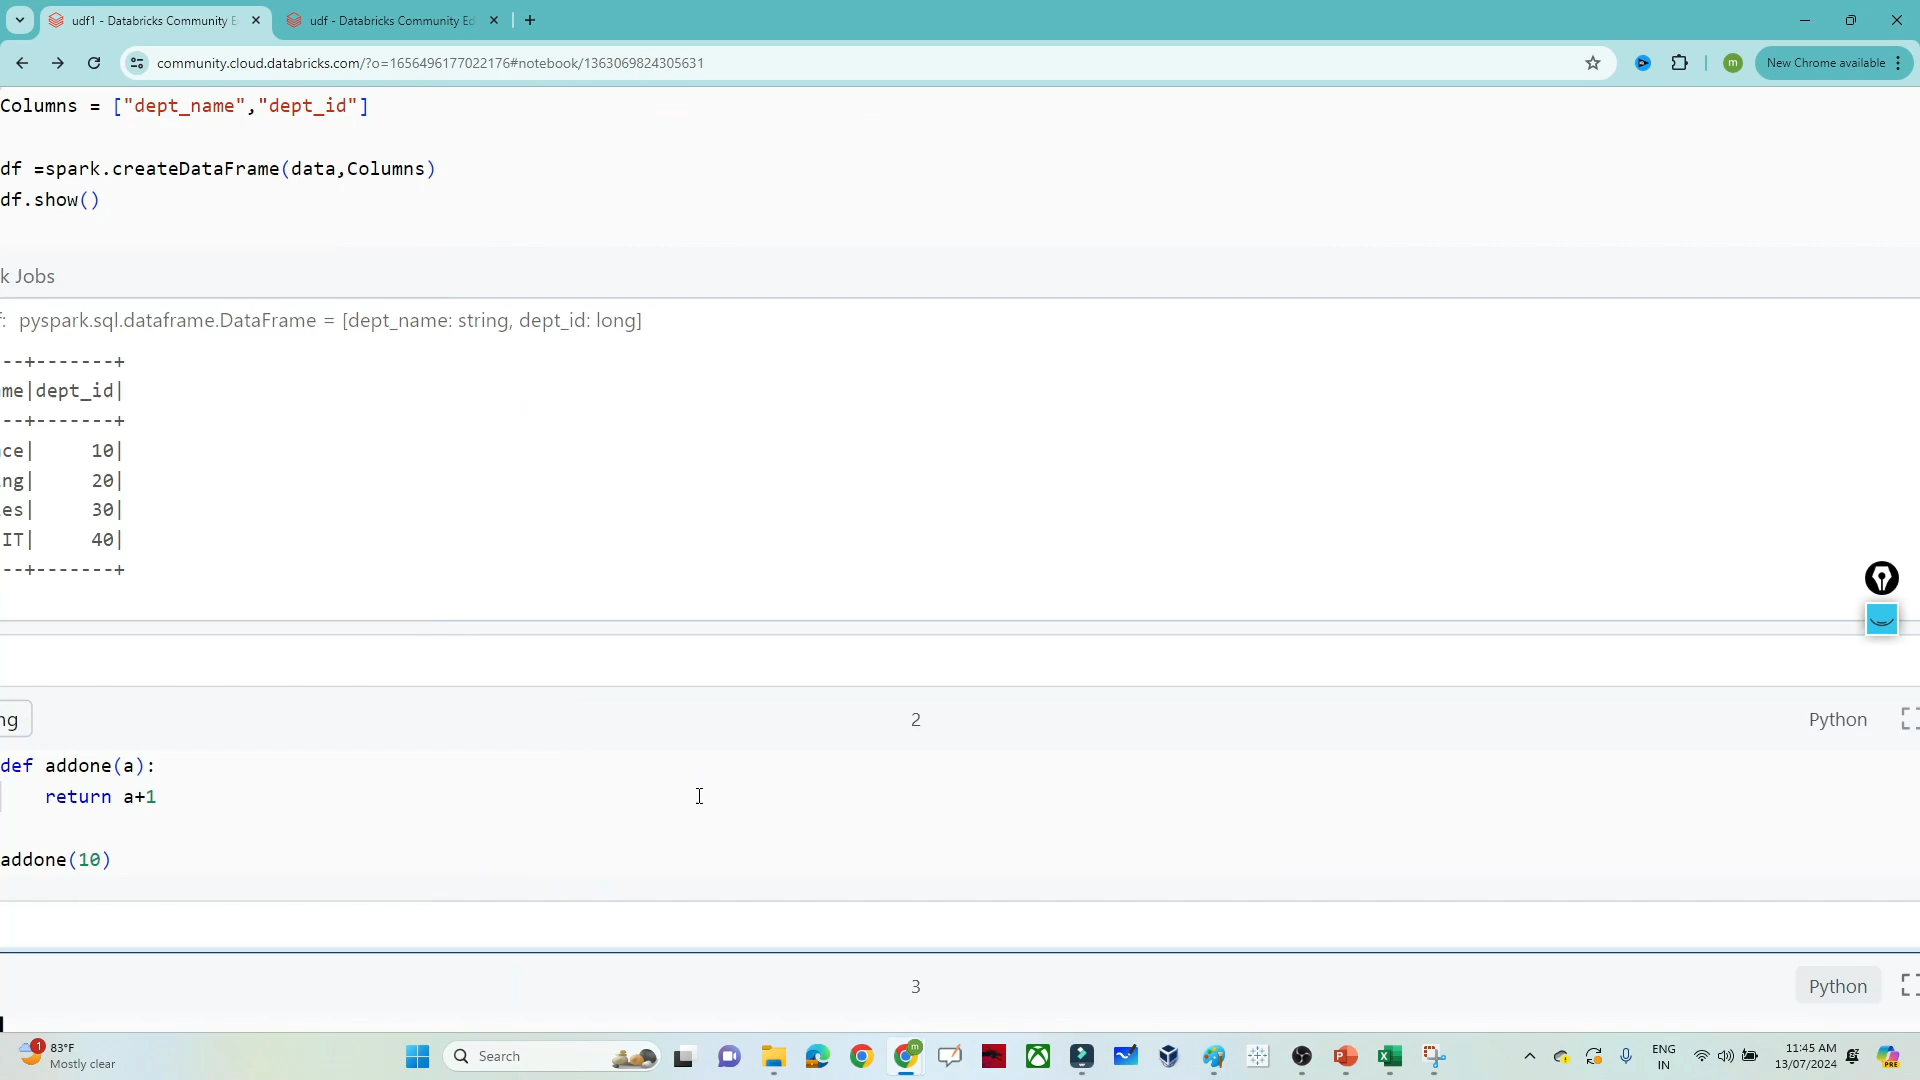 udf1 - Databricks Community E
udf - Databricks Community Ed
community.cloud.databricks.com/?o=1656496177022176#notebook/1363069824305631
m
New Chrome available
Columns = ["dept_name","dept_id"]
df =spark.createDataFrame(data,Columns)
df.show()
k Jobs
f: pyspark.sql.dataframe.DataFrame = [dept_name: string, dept_id: long]
--+-------+
me|dept_id|
--+-------+
ce| 10|
ng| 20|
es| 30|
IT| 40|
--+-------+
ng
2
Python
def addone(a):
return a+1
addone(10)
3
Python
1
83°F
Mostly clear
Search
m
ENG
IN
11:45 AM
13/07/2024
PRE